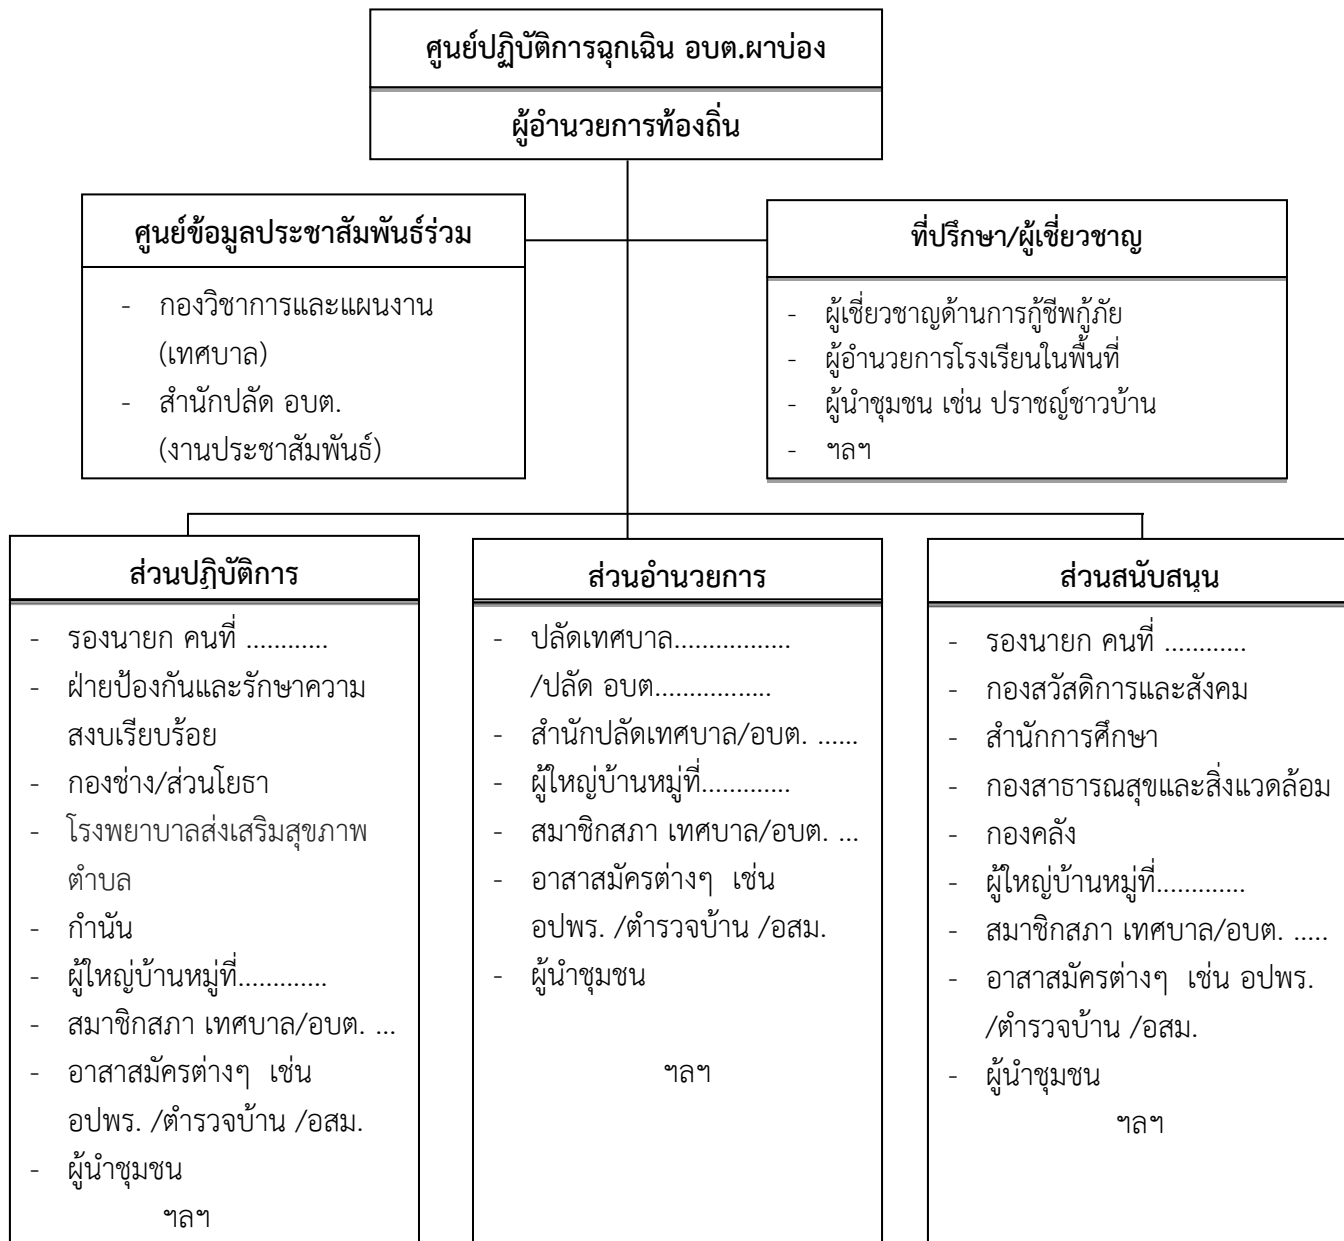 ศูนย์ปฏิบัติการฉุกเฉิน อบต.ผาบ่อง
ผู้อำนวยการท้องถิ่น
ศูนย์ข้อมูลประชาสัมพันธ์ร่วม
- กองวิชาการและแผนงาน
(เทศบาล)
- สำนักปลัด อบต.
(งานประชาสัมพันธ์)
ที่ปรึกษา/ผู้เชี่ยวชาญ
- ผู้เชี่ยวชาญด้านการกู้ชีพกู้ภัย
- ผู้อำนวยการโรงเรียนในพื้นที่
- ผู้นำชุมชน เช่น ปราชญ์ชาวบ้าน
- ฯลฯ
ส่วนปฏิบัติการ
- รองนายก คนที่ ............
- ฝ่ายป้องกันและรักษาความ
สงบเรียบร้อย
- กองช่าง/ส่วนโยธา
- โรงพยาบาลส่งเสริมสุขภาพ
ตำบล
- กำนัน
- ผู้ใหญ่บ้านหมู่ที่.............
- สมาชิกสภา เทศบาล/อบต. ...
- อาสาสมัครต่างๆ เช่น
อปพร. /ตำรวจบ้าน /อสม.
- ผู้นำชุมชน
ฯลฯ
ส่วนอำนวยการ
- ปลัดเทศบาล.................
/ปลัด อบต.................
- สำนักปลัดเทศบาล/อบต. ......
- ผู้ใหญ่บ้านหมู่ที่.............
- สมาชิกสภา เทศบาล/อบต. ...
- อาสาสมัครต่างๆ เช่น
อปพร. /ตำรวจบ้าน /อสม.
- ผู้นำชุมชน
ฯลฯ
ส่วนสนับสนุน
- รองนายก คนที่ ............
- กองสวัสดิการและสังคม
- สำนักการศึกษา
- กองสาธารณสุขและสิ่งแวดล้อม
- กองคลัง
- ผู้ใหญ่บ้านหมู่ที่.............
- สมาชิกสภา เทศบาล/อบต. .....
- อาสาสมัครต่างๆ เช่น อปพร.
/ตำรวจบ้าน /อสม.
- ผู้นำชุมชน
ฯลฯ